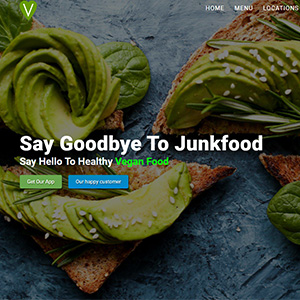 V
HOME MENU LOCATIONS
Say Goodbye To Junkfood
Say Hello To Healthy Vegan Food
Get Our App Our happy customer